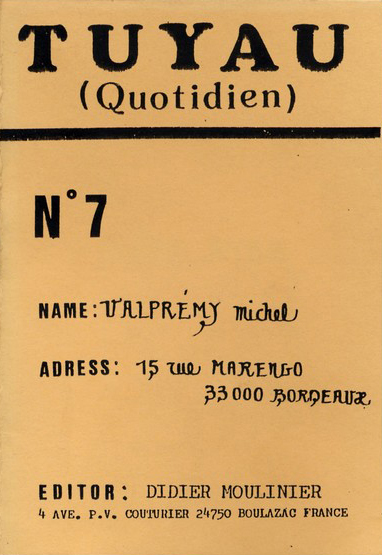 TUYAU
(Quotidien)
N°7
NAME: VALPRÉMY michel
ADRESS: 15 rue MARENGO
33000 BORDEAUX
EDITOR: DIDIER MOULINIER
4 AVE. P.V. COUTURIER 24750 BOULAZAC FRANCE